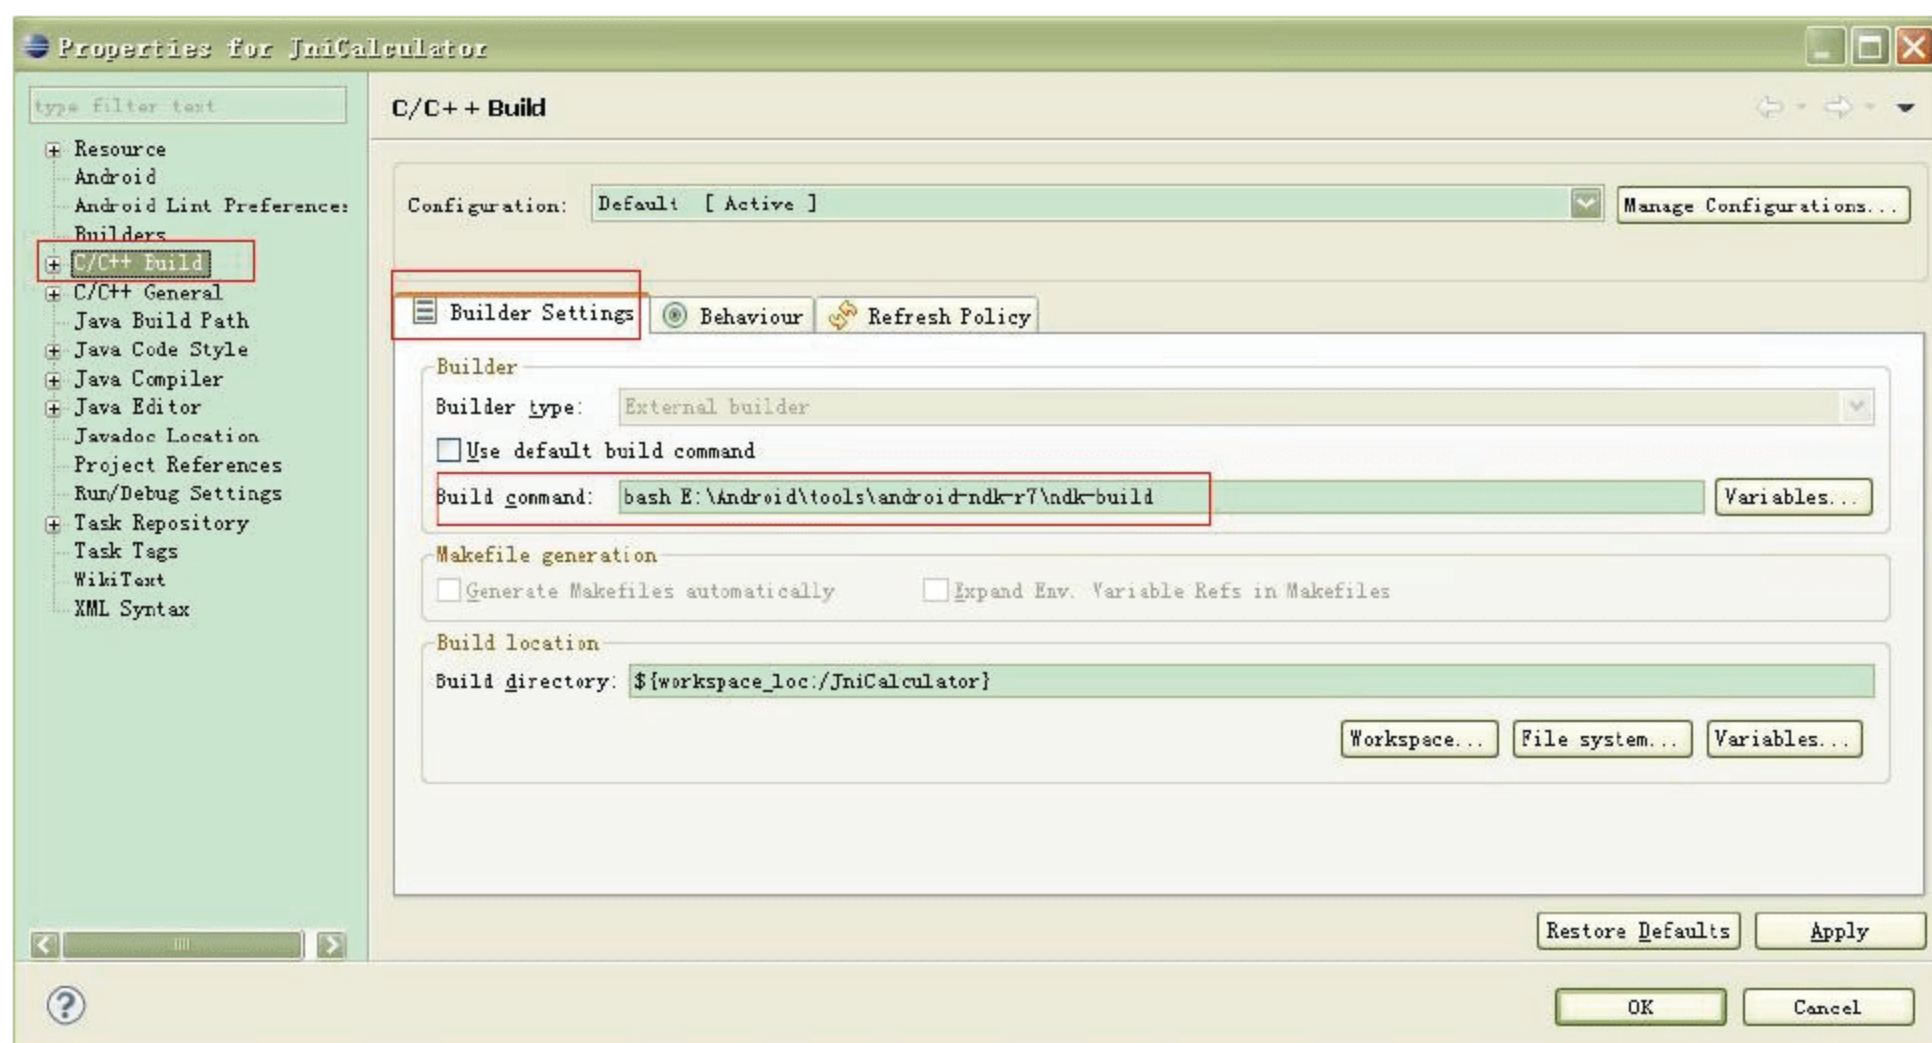 Properties for JniCalculator
type filter text
Resource
Android
Android Lint Preferences
Builders
C/C++ Build
C/C++ General
Java Build Path
Java Code Style
Java Compiler
Java Editor
Javadoc Location
Project References
Run/Debug Settings
Task Repository
Task Tags
WikiText
XML Syntax
C/C++ Build
Configuration: Default [ Active ] Manage Configurations...
Builder Settings Behaviour Refresh Policy
Builder
Builder type: External builder
Use default build command
Build command: bash E:\Android\tools\android-ndk-r7\ndk-build Variables...
Makefile generation
Generate Makefiles automatically Expand Env. Variable Refs in Makefiles
Build location
Build directory: ${workspace_loc:/JniCalculator}
Workspace... File system... Variables...
Restore Defaults Apply
OK Cancel